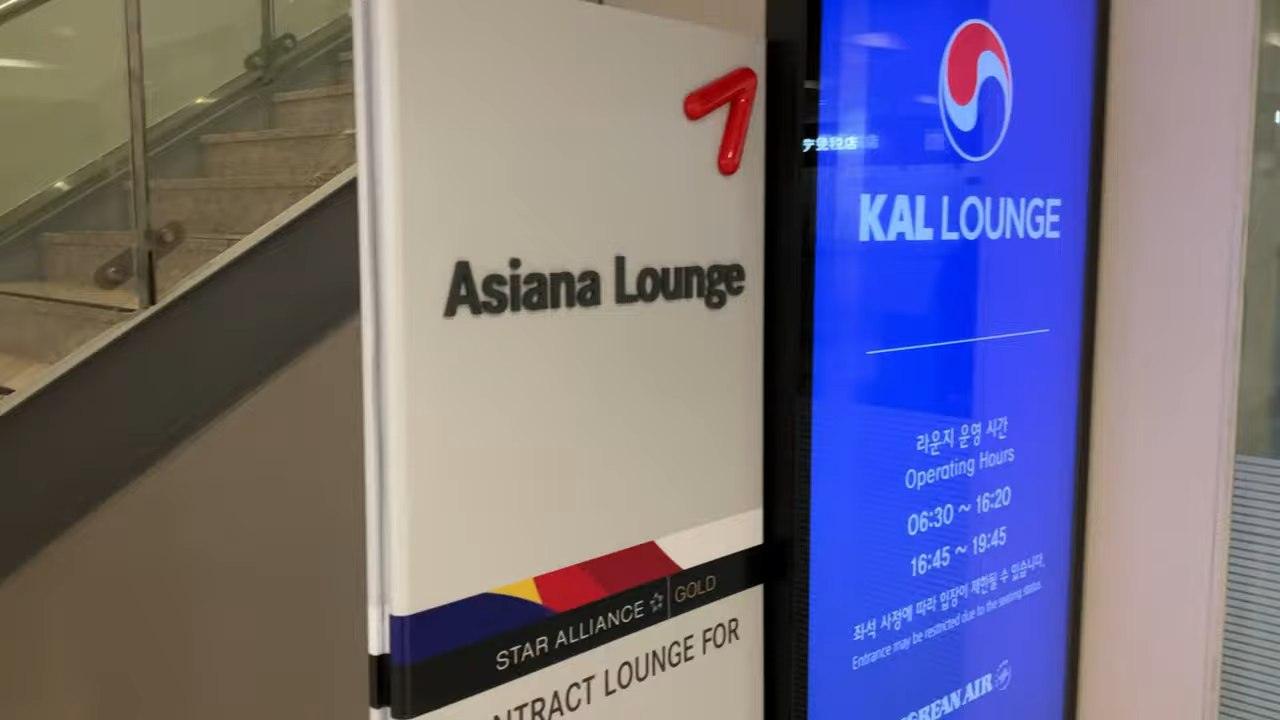 Asiana Lounge
STAR ALLIANCE GOLD
CONTRACT LOUNGE FOR
KAL LOUNGE
라운지 운영 시간
Operating Hours
06:30 ~ 16:20
16:45 ~ 19:45
좌석 사정에 따라 입장이 제한될 수 있습니다.
Entrance may be restricted due to the seating status.
KOREAN AIR